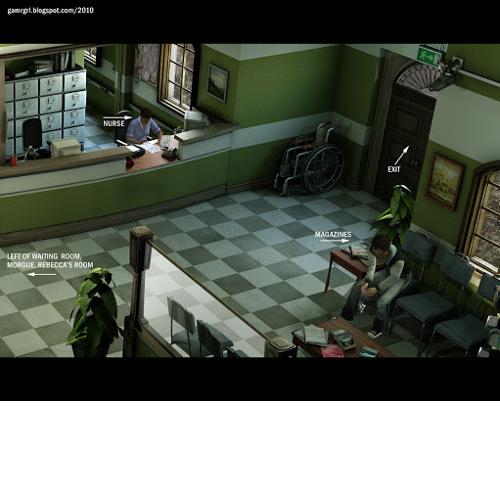 gamrgrl.blogspot.com/2010
NURSE
EXIT
MAGAZINES
LEFT OF WAITING ROOM,
MORGUE, REBECCA'S ROOM